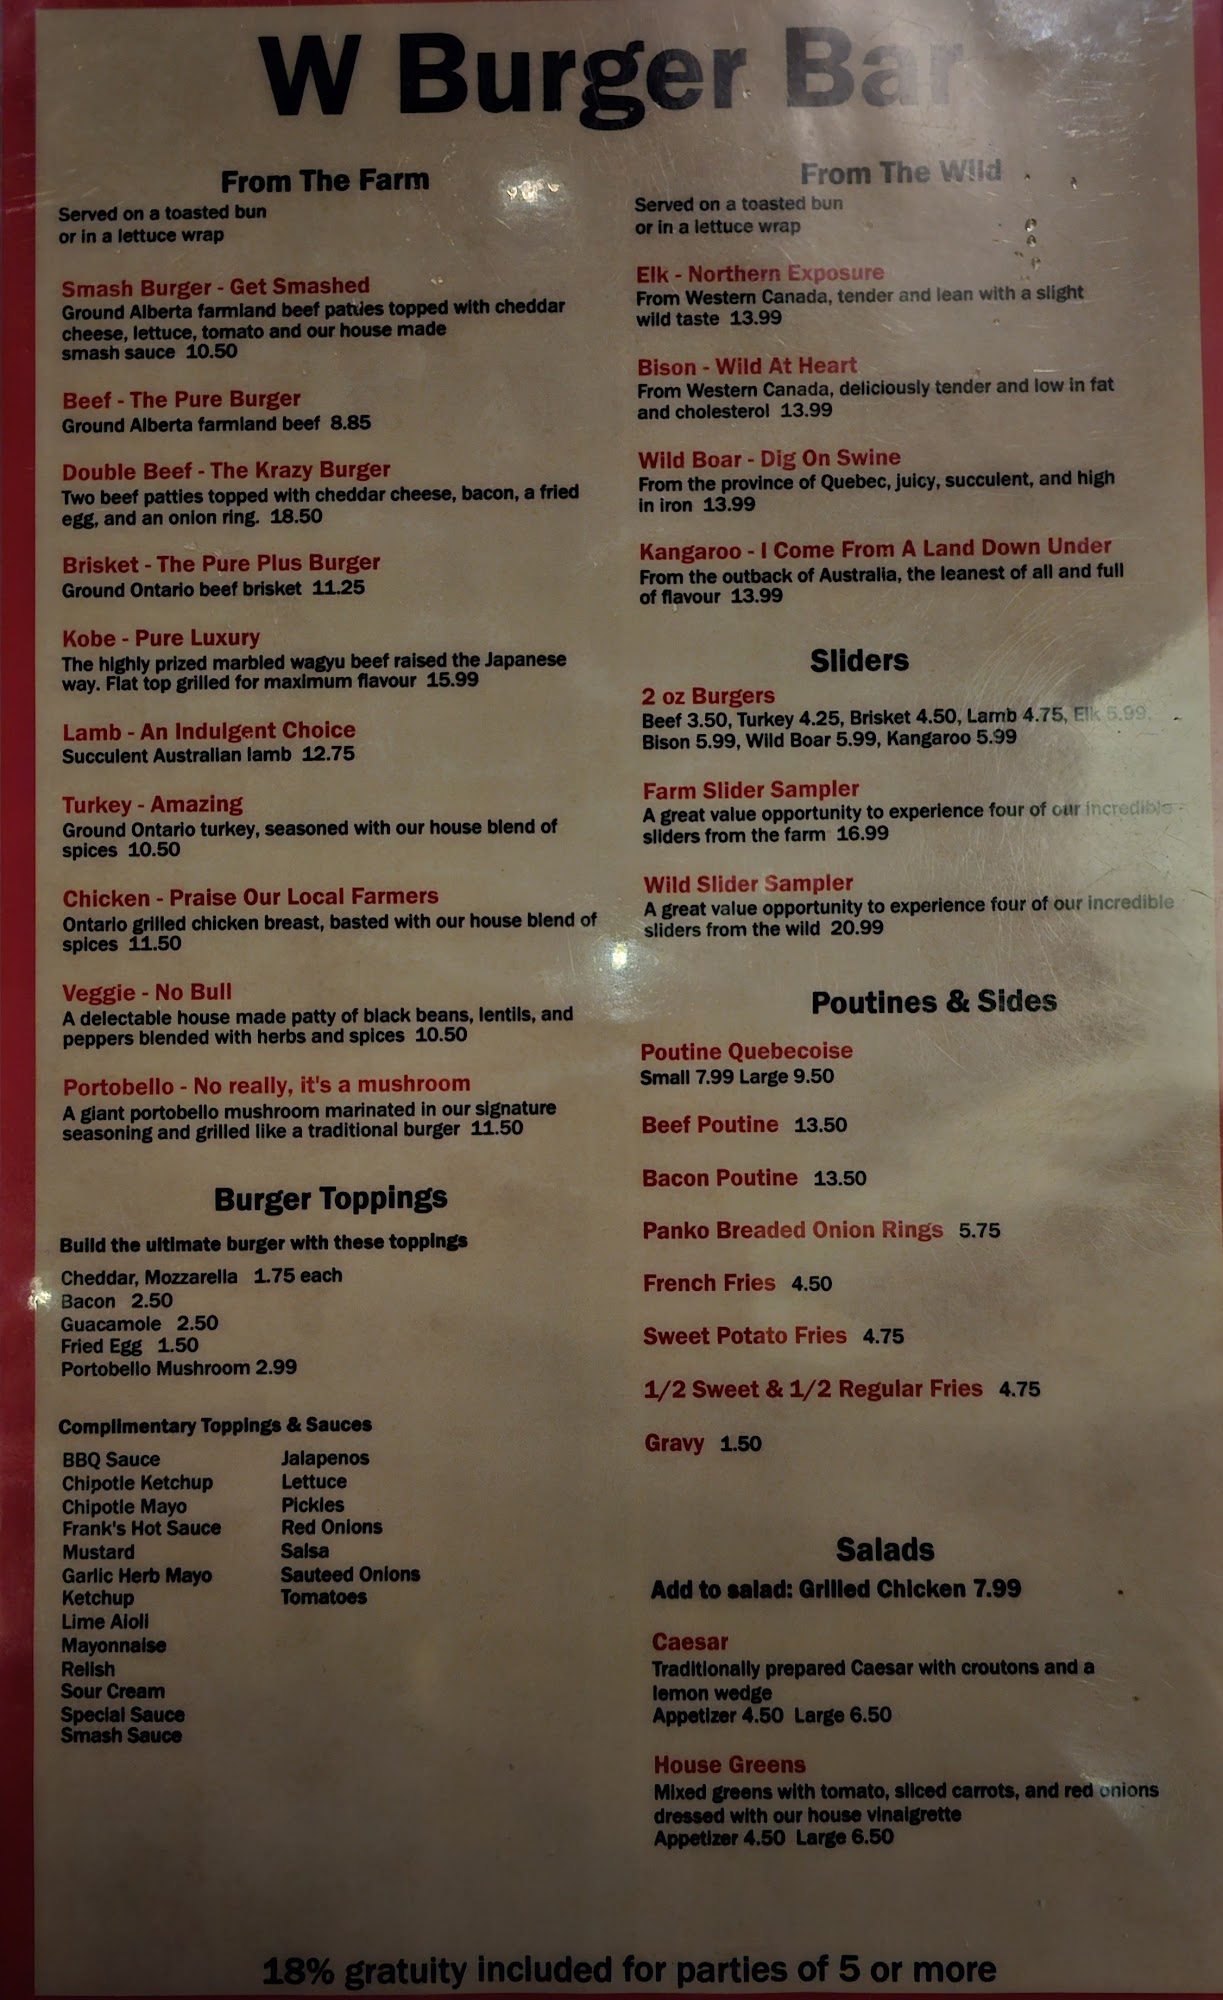 W Burger Bar
From The Farm
Served on a toasted bun
or in a lettuce wrap
Smash Burger - Get Smashed
Ground Alberta farmland beef patties topped with cheddar
cheese, lettuce, tomato and our house made
smash sauce 10.50
Beef - The Pure Burger
Ground Alberta farmland beef 8.85
Double Beef - The Krazy Burger
Two beef patties topped with cheddar cheese, bacon, a fried
egg, and an onion ring. 18.50
Brisket - The Pure Plus Burger
Ground Ontario beef brisket 11.25
Kobe - Pure Luxury
The highly prized marbled wagyu beef raised the Japanese
way. Flat top grilled for maximum flavour 15.99
Lamb - An Indulgent Choice
Succulent Australian lamb 12.75
Turkey - Amazing
Ground Ontario turkey, seasoned with our house blend of
spices 10.50
Chicken - Praise Our Local Farmers
Ontario grilled chicken breast, basted with our house blend of
spices 11.50
Veggie - No Bull
A delectable house made patty of black beans, lentils, and
peppers blended with herbs and spices 10.50
Portobello - No really, it's a mushroom
A giant portobello mushroom marinated in our signature
seasoning and grilled like a traditional burger 11.50
Burger Toppings
Build the ultimate burger with these toppings
Cheddar, Mozzarella 1.75 each
Bacon 2.50
Guacamole 2.50
Fried Egg 1.50
Portobello Mushroom 2.99
Complimentary Toppings & Sauces
BBQ Sauce
Chipotle Ketchup
Chipotle Mayo
Frank's Hot Sauce
Mustard
Garlic Herb Mayo
Ketchup
Lime Aioli
Mayonnaise
Relish
Sour Cream
Special Sauce
Smash Sauce
Jalapenos
Lettuce
Pickles
Red Onions
Salsa
Sauteed Onions
Tomatoes
From The Wild
Served on a toasted bun
or in a lettuce wrap
Elk - Northern Exposure
From Western Canada, tender and lean with a slight
wild taste 13.99
Bison - Wild At Heart
From Western Canada, deliciously tender and low in fat
and cholesterol 13.99
Wild Boar - Dig On Swine
From the province of Quebec, juicy, succulent, and high
in iron 13.99
Kangaroo - I Come From A Land Down Under
From the outback of Australia, the leanest of all and full
of flavour 13.99
Sliders
2 oz Burgers
Beef 3.50, Turkey 4.25, Brisket 4.50, Lamb 4.75, Elk 5.99,
Bison 5.99, Wild Boar 5.99, Kangaroo 5.99
Farm Slider Sampler
A great value opportunity to experience four of our incredible
sliders from the farm 16.99
Wild Slider Sampler
A great value opportunity to experience four of our incredible
sliders from the wild 20.99
Poutines & Sides
Poutine Quebecoise
Small 7.99 Large 9.50
Beef Poutine 13.50
Bacon Poutine 13.50
Panko Breaded Onion Rings 5.75
French Fries 4.50
Sweet Potato Fries 4.75
1/2 Sweet & 1/2 Regular Fries 4.75
Gravy 1.50
Salads
Add to salad: Grilled Chicken 7.99
Caesar
Traditionally prepared Caesar with croutons and a
lemon wedge
Appetizer 4.50 Large 6.50
House Greens
Mixed greens with tomato, sliced carrots, and red onions
dressed with our house vinaigrette
Appetizer 4.50 Large 6.50
18% gratuity included for parties of 5 or more